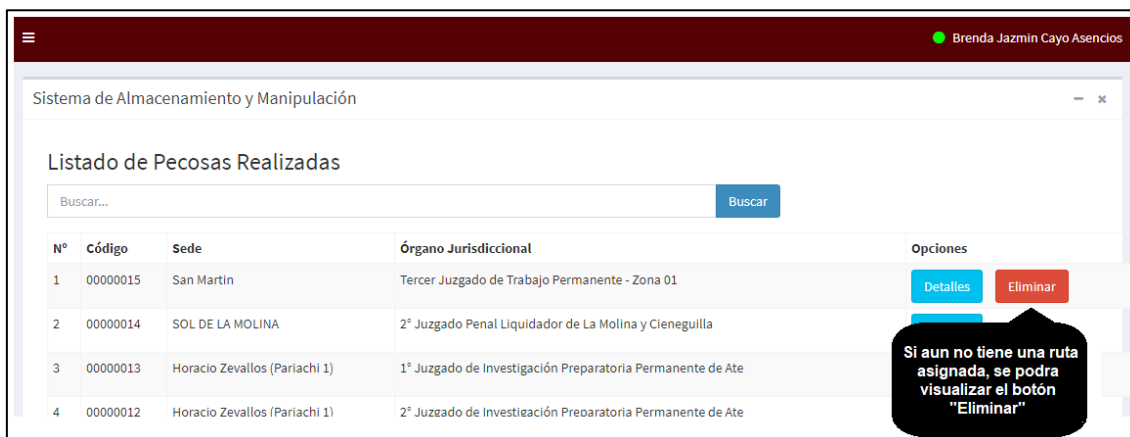 Brenda Jazmin Cayo Asencios
Sistema de Almacenamiento y Manipulación
Listado de Pecosas Realizadas
Buscar... Buscar
Nº Código Sede Órgano Jurisdiccional Opciones
1 00000015 San Martin Tercer Juzgado de Trabajo Permanente - Zona 01 Detalles Eliminar
2 00000014 SOL DE LA MOLINA 2° Juzgado Penal Liquidador de La Molina y Cieneguilla
3 00000013 Horacio Zevallos (Pariachi 1) 1° Juzgado de Investigación Preparatoria Permanente de Ate
4 00000012 Horacio Zevallos (Pariachi 1) 2° Juzgado de Investigación Preparatoria Permanente de Ate
Si aun no tiene una ruta
asignada, se podra
visualizar el botón
"Eliminar"